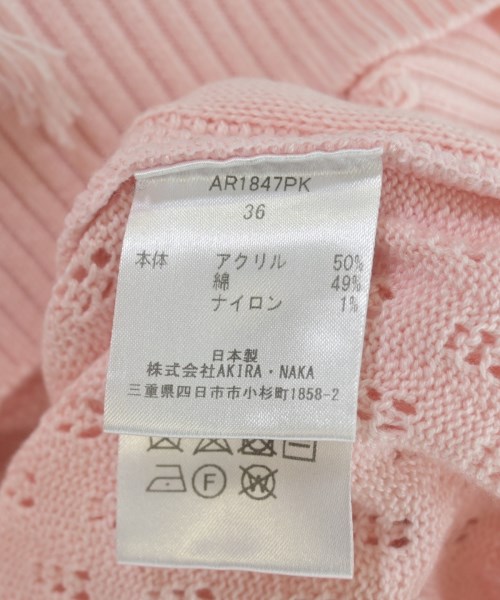 AR1847PK
36
本体 アクリル 50%
綿 49%
ナイロン 1%
日本製
株式会社AKIRA・NAKA
三重県四日市市小杉町1858-2
F W